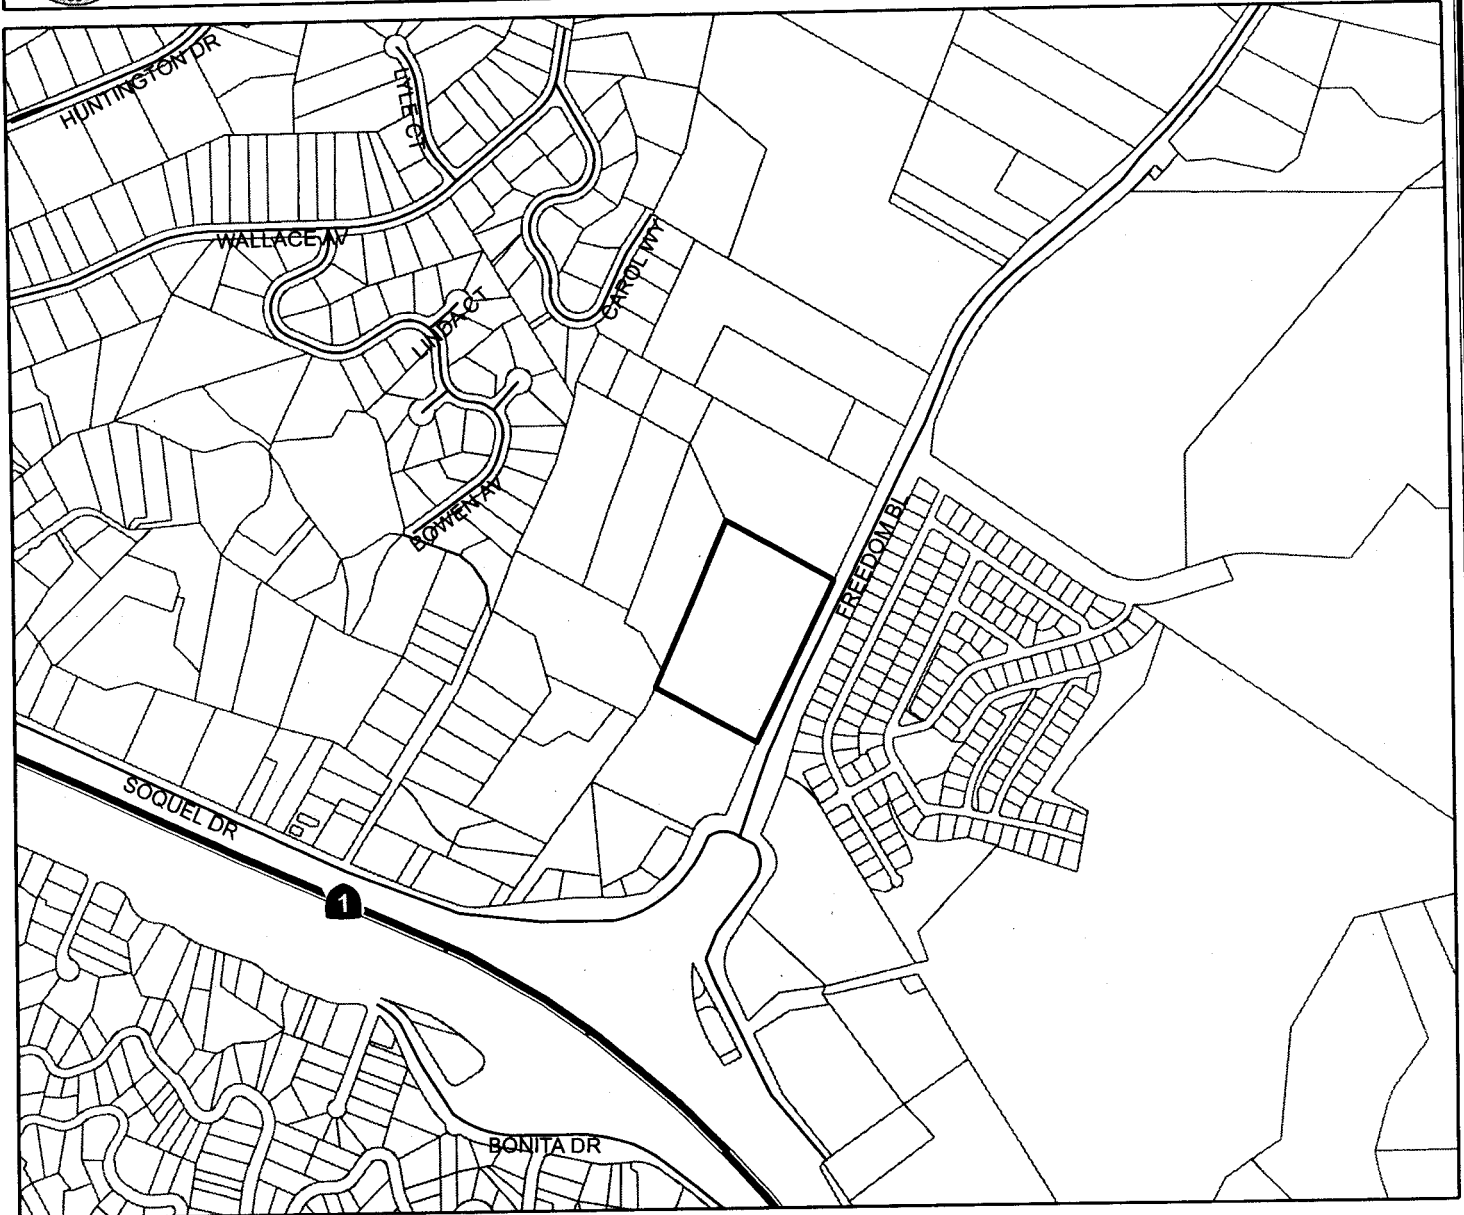 HUNTINGTON DR
LYLE CT
WALLACE AV
CAROL WY
LINDA CT
BOWEN AV
FREEDOM BL
SOQUEL DR
1
BONITA DR